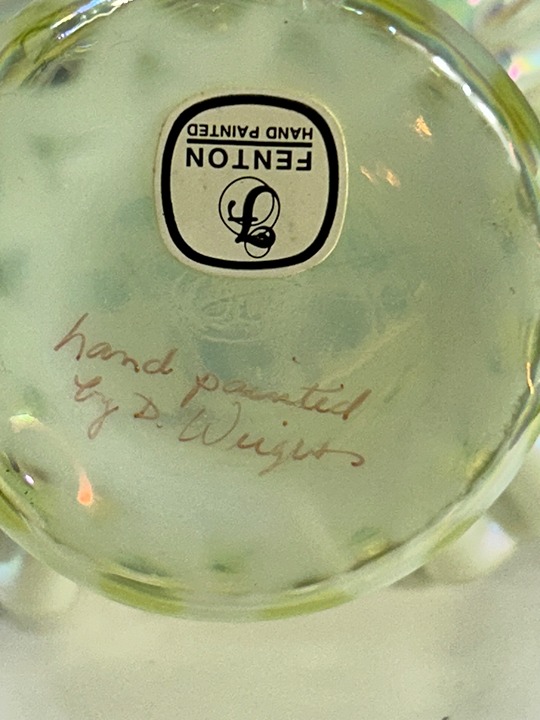 f
FENTON
HAND PAINTED
hand painted
by D.